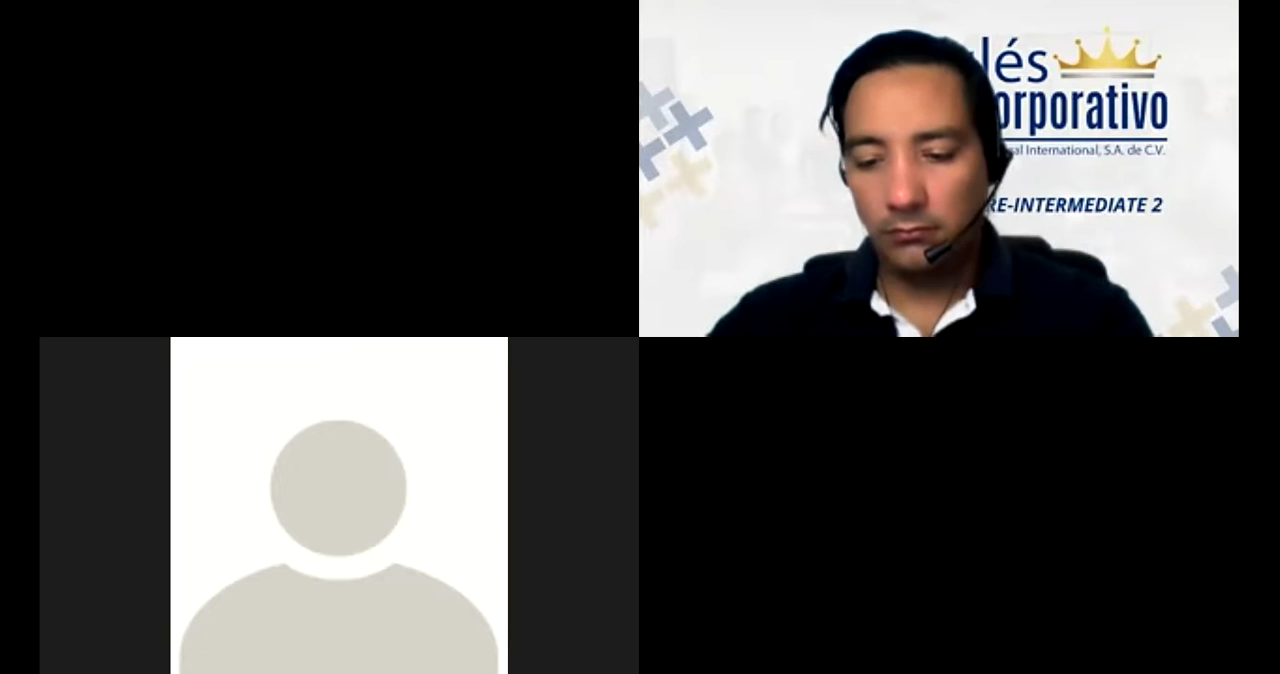 lés
orporativo
al International, S.A. de C.V.
RE-INTERMEDIATE 2